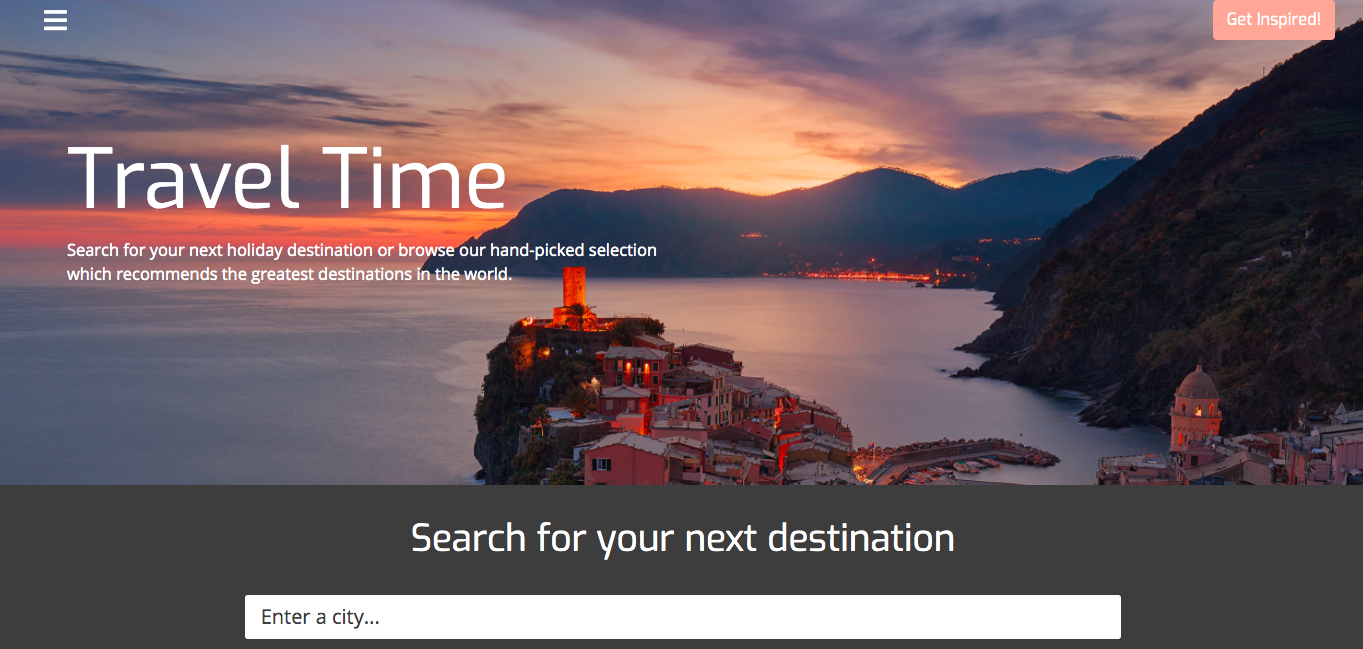 Get Inspired!
Travel Time
Search for your next holiday destination or browse our hand-picked selection
which recommends the greatest destinations in the world.
Search for your next destination
Enter a city...